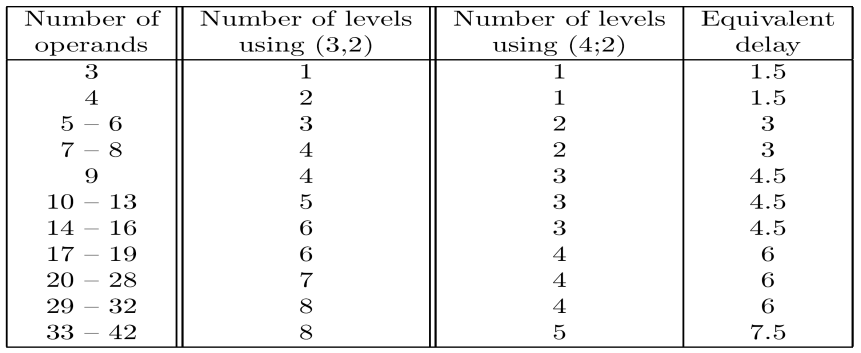 Number of operands | Number of levels using (3,2) | Number of levels using (4;2) | Equivalent delay
3 | 1 | 1 | 1.5
4 | 2 | 1 | 1.5
5 – 6 | 3 | 2 | 3
7 – 8 | 4 | 2 | 3
9 | 4 | 3 | 4.5
10 – 13 | 5 | 3 | 4.5
14 – 16 | 6 | 3 | 4.5
17 – 19 | 6 | 4 | 6
20 – 28 | 7 | 4 | 6
29 – 32 | 8 | 4 | 6
33 – 42 | 8 | 5 | 7.5